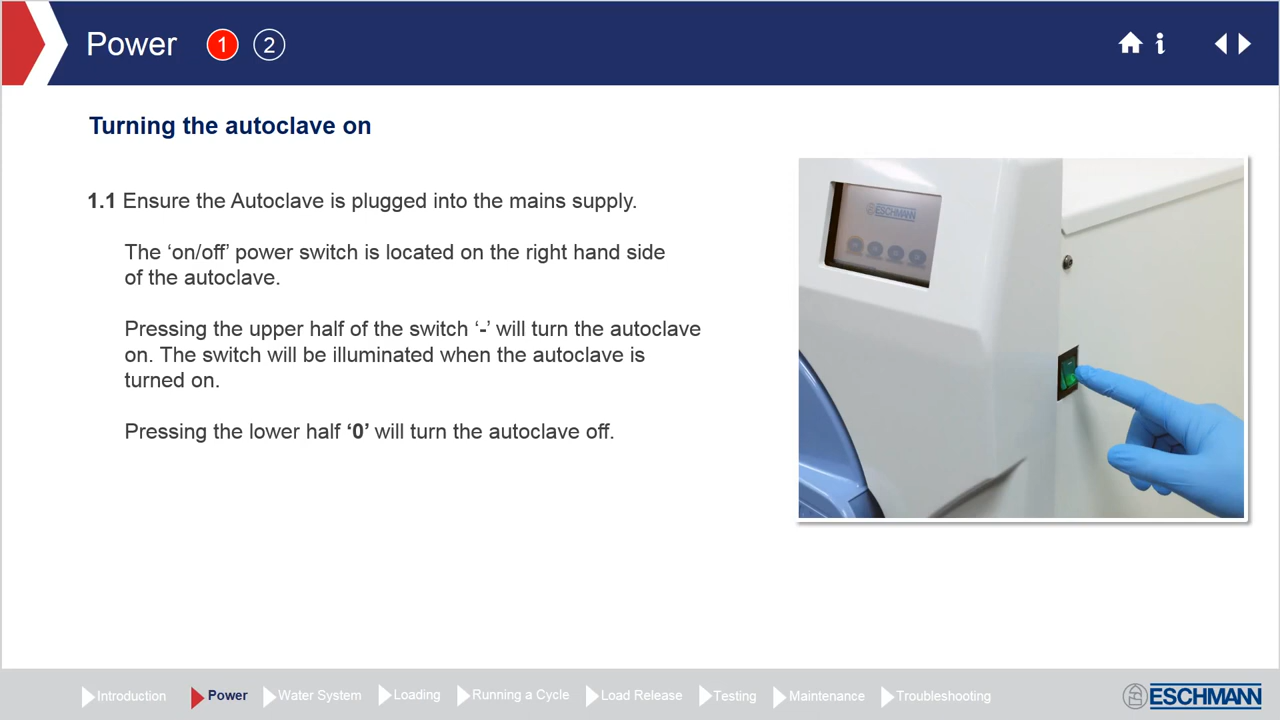 Power 1 2
Turning the autoclave on
1.1 Ensure the Autoclave is plugged into the mains supply.
The ‘on/off’ power switch is located on the right hand side
of the autoclave.
Pressing the upper half of the switch ‘-’ will turn the autoclave
on. The switch will be illuminated when the autoclave is
turned on.
Pressing the lower half ‘0’ will turn the autoclave off.
ESCHMANN
Introduction Power Water System Loading Running a Cycle Load Release Testing Maintenance Troubleshooting ESCHMANN